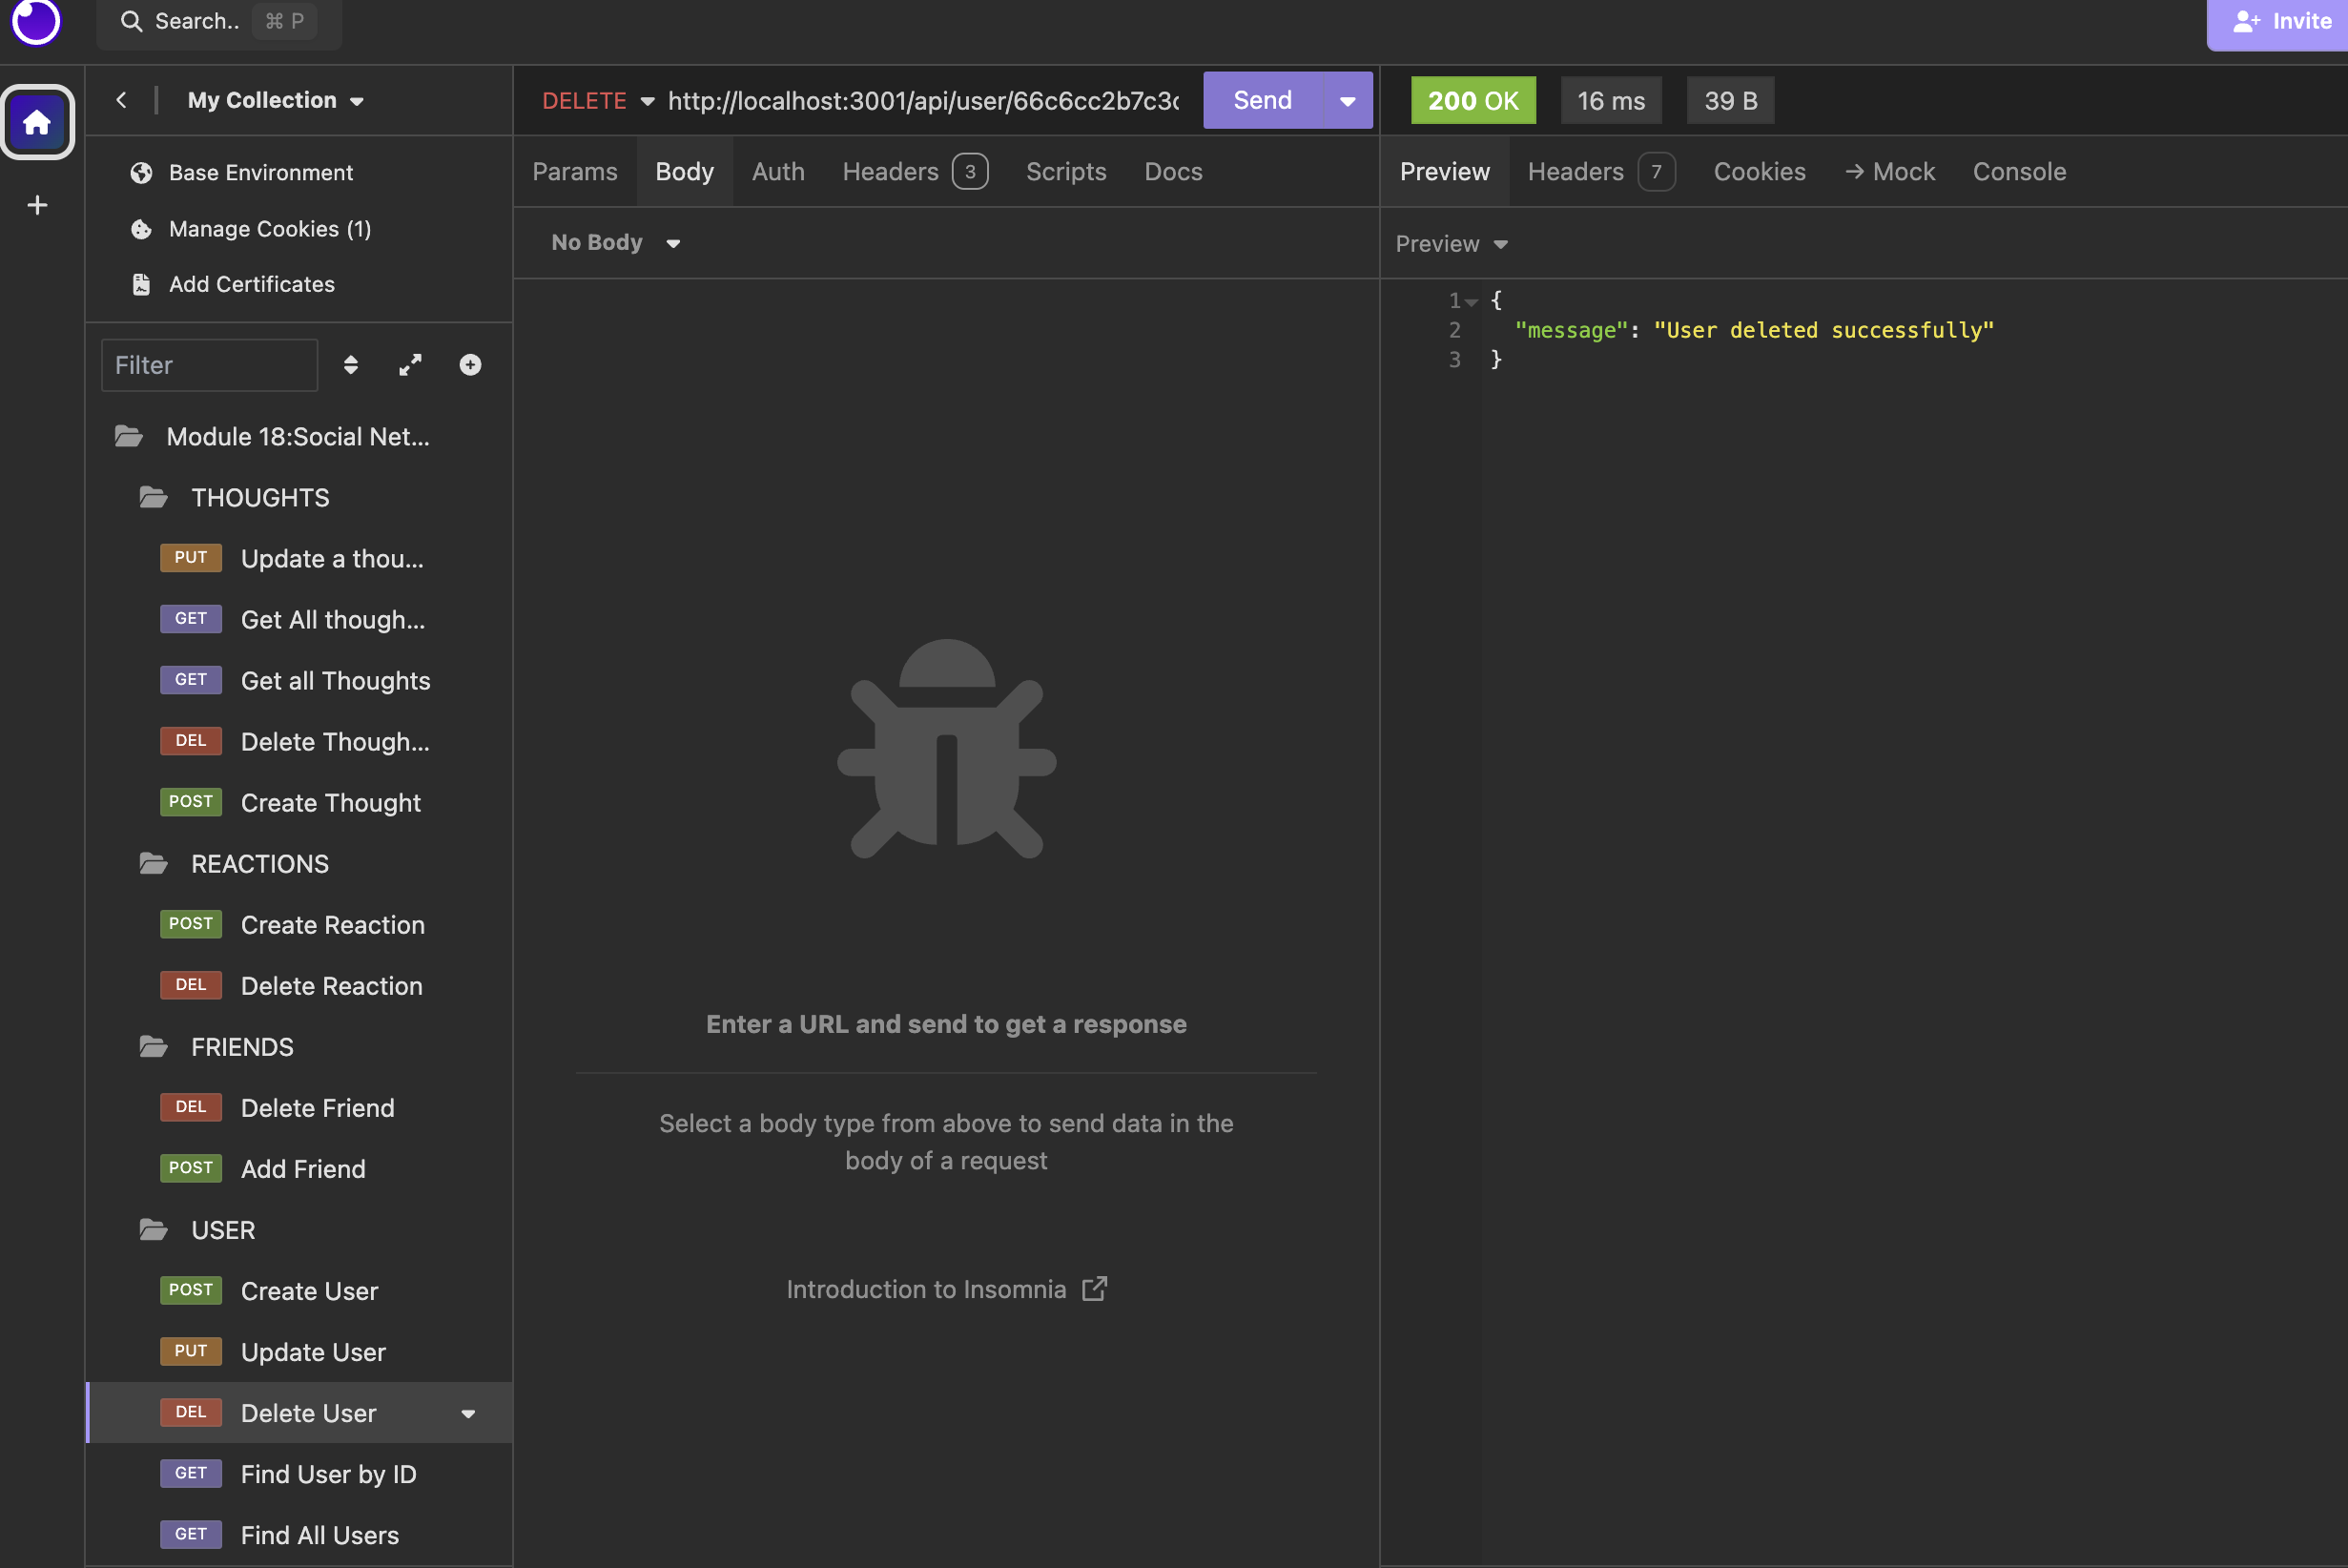 Search.. ⌘ P
Invite
My Collection
Base Environment
Manage Cookies (1)
Add Certificates
Filter
Module 18:Social Net...
THOUGHTS
PUT Update a thou...
GET Get All though...
GET Get all Thoughts
DEL Delete Though...
POST Create Thought
REACTIONS
POST Create Reaction
DEL Delete Reaction
FRIENDS
DEL Delete Friend
POST Add Friend
USER
POST Create User
PUT Update User
DEL Delete User
GET Find User by ID
GET Find All Users
DELETE http://localhost:3001/api/user/66c6cc2b7c3c Send
Params Body Auth Headers 3 Scripts Docs
No Body
Enter a URL and send to get a response
Select a body type from above to send data in the
body of a request
Introduction to Insomnia
200 OK 16 ms 39 B
Preview Headers 7 Cookies → Mock Console
Preview
1 {
2 "message": "User deleted successfully"
3 }